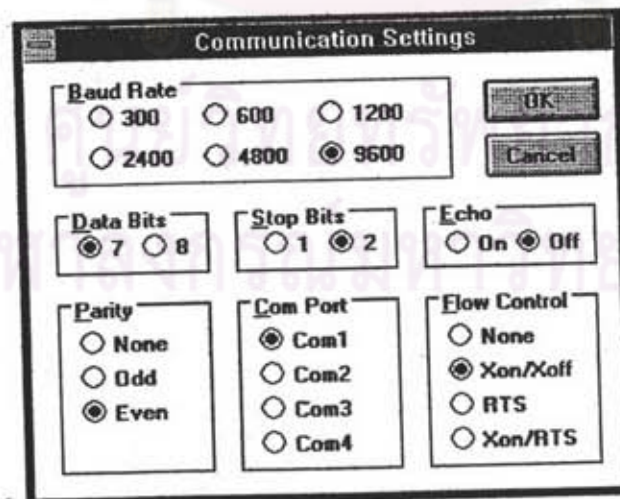 Communication Settings
Baud Rate
300 600 1200
2400 4800 9600
OK
Cancel
Data Bits
7 8
Stop Bits
1 2
Echo
On Off
Parity
None
Odd
Even
Com Port
Com1
Com2
Com3
Com4
Flow Control
None
Xon/Xoff
RTS
Xon/RTS